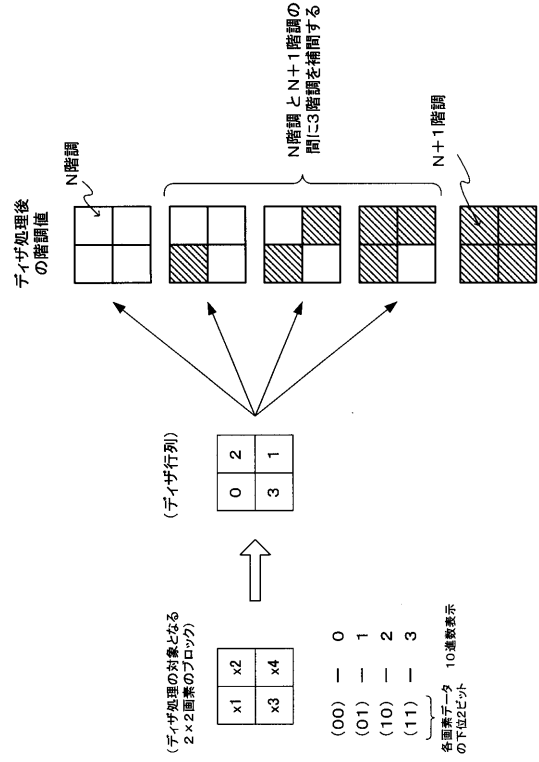 (ディザ処理の対象となる
2×2画素のブロック)
x1 x2
x3 x4
(00) — 0
(01) — 1
(10) — 2
(11) — 3
各画素データ
の下位2ビット
10進数表示
(ディザ行列)
0 2
3 1
ディザ処理後
の階調値
N階調
N階調とN+1階調の
間に3階調を補間する
N+1階調